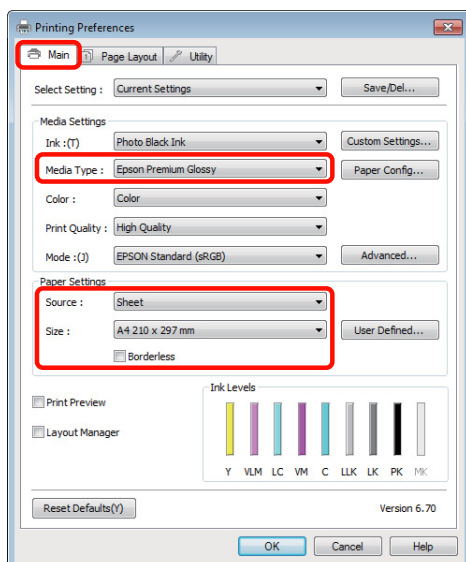 Printing Preferences
Main Page Layout Utility
Select Setting : Current Settings Save/Del...
Media Settings
Ink :(T) Photo Black Ink Custom Settings...
Media Type : Epson Premium Glossy Paper Config...
Color : Color
Print Quality : High Quality
Mode :(J) EPSON Standard (sRGB) Advanced...
Paper Settings
Source : Sheet
Size : A4 210 x 297 mm User Defined...
Borderless
Ink Levels
Print Preview
Layout Manager
Y VLM LC VM C LLK LK PK MK
Reset Defaults(Y) Version 6.70
OK Cancel Help